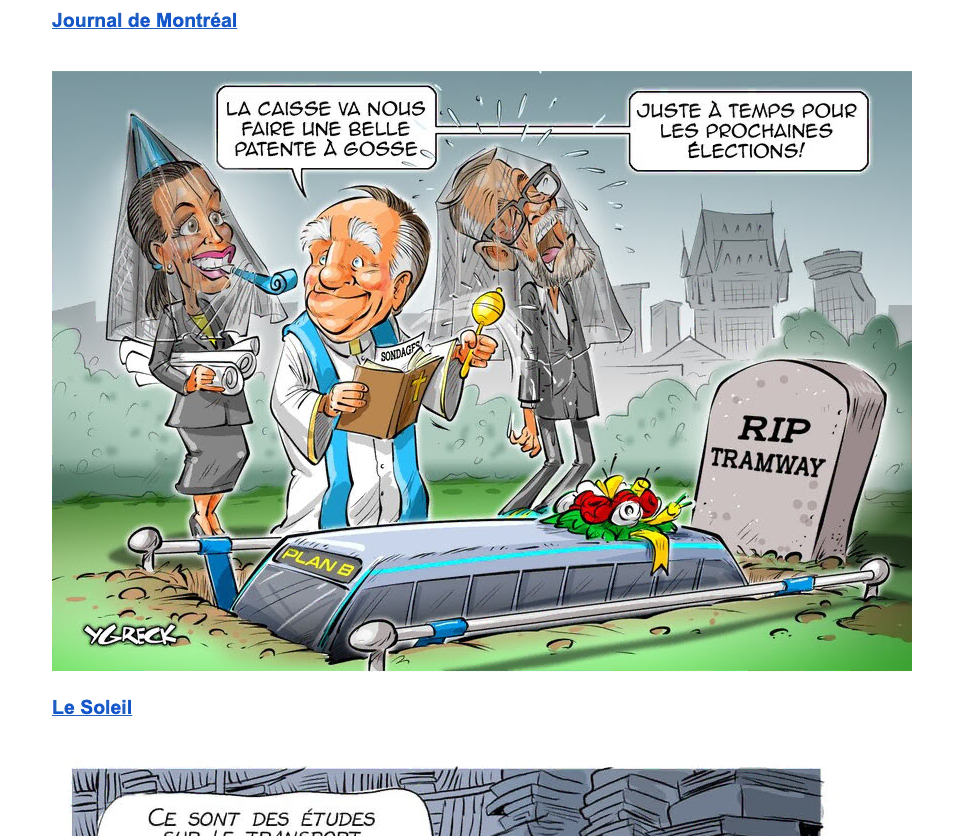 Journal de Montréal
LA CAISSE VA NOUS
FAIRE UNE BELLE
PATENTE À GOSSE
JUSTE À TEMPS POUR
LES PROCHAINES
ÉLECTIONS!
SONDAGES
RIP
TRAMWAY
PLAN B
YGRECK
Le Soleil
CE SONT DES ÉTUDES
SUR LE TRANSPORT